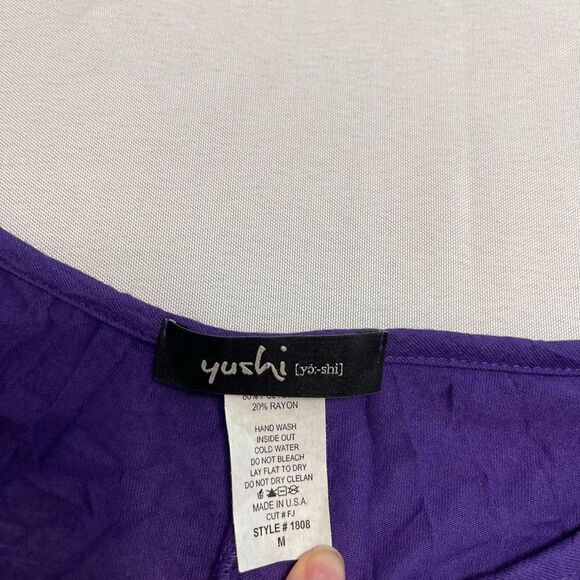 yushi [yó:-shi]
20% RAYON
HAND WASH
INSIDE OUT
COLD WATER
DO NOT BLEACH
LAY FLAT TO DRY
DO NOT DRY CLELAN
MADE IN U.S.A.
CUT # FJ
STYLE # 1808
M